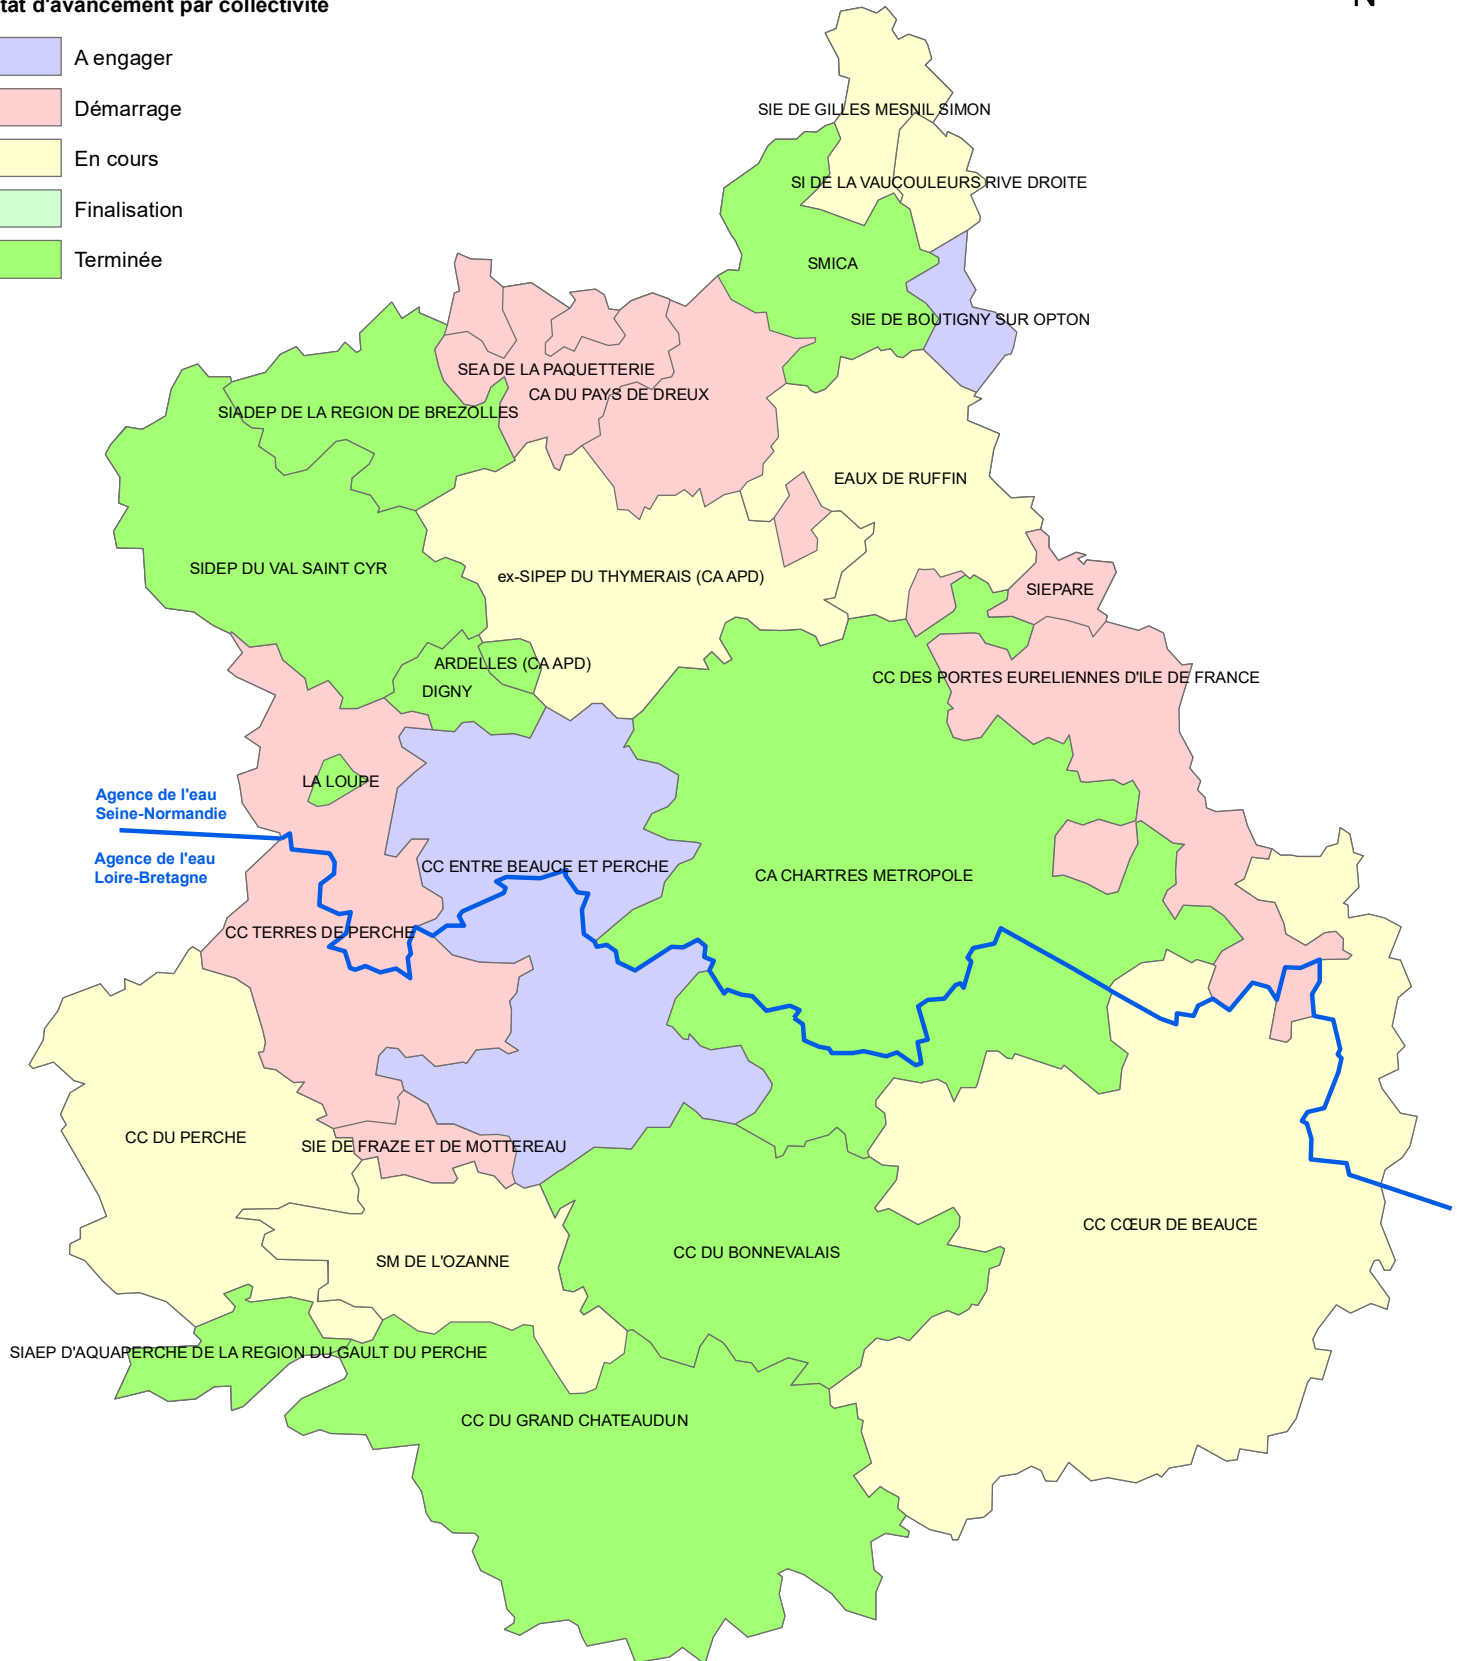 tat d'avancement par collectivité
N
A engager
Démarrage
En cours
Finalisation
Terminée
SIE DE GILLES MESNIL SIMON
SI DE LA VAUCOULEURS RIVE DROITE
SMICA
SIE DE BOUTIGNY SUR OPTON
SEA DE LA PAQUETTERIE
CA DU PAYS DE DREUX
SIADEP DE LA REGION DE BREZOLLES
EAUX DE RUFFIN
SIDEP DU VAL SAINT CYR
ex-SIPEP DU THYMERAIS (CA APD)
SIEPARE
ARDELLES (CA APD)
CC DES PORTES EURELIENNES D'ILE DE FRANCE
DIGNY
LA LOUPE
Agence de l'eau
Seine-Normandie
Agence de l'eau
Loire-Bretagne
CC ENTRE BEAUCE ET PERCHE
CA CHARTRES METROPOLE
CC TERRES DE PERCHE
CC DU PERCHE
SIE DE FRAZE ET DE MOTTEREAU
CC CŒUR DE BEAUCE
CC DU BONNEVALAIS
SM DE L'OZANNE
SIAEP D'AQUAPERCHE DE LA REGION DU GAULT DU PERCHE
CC DU GRAND CHATEAUDUN